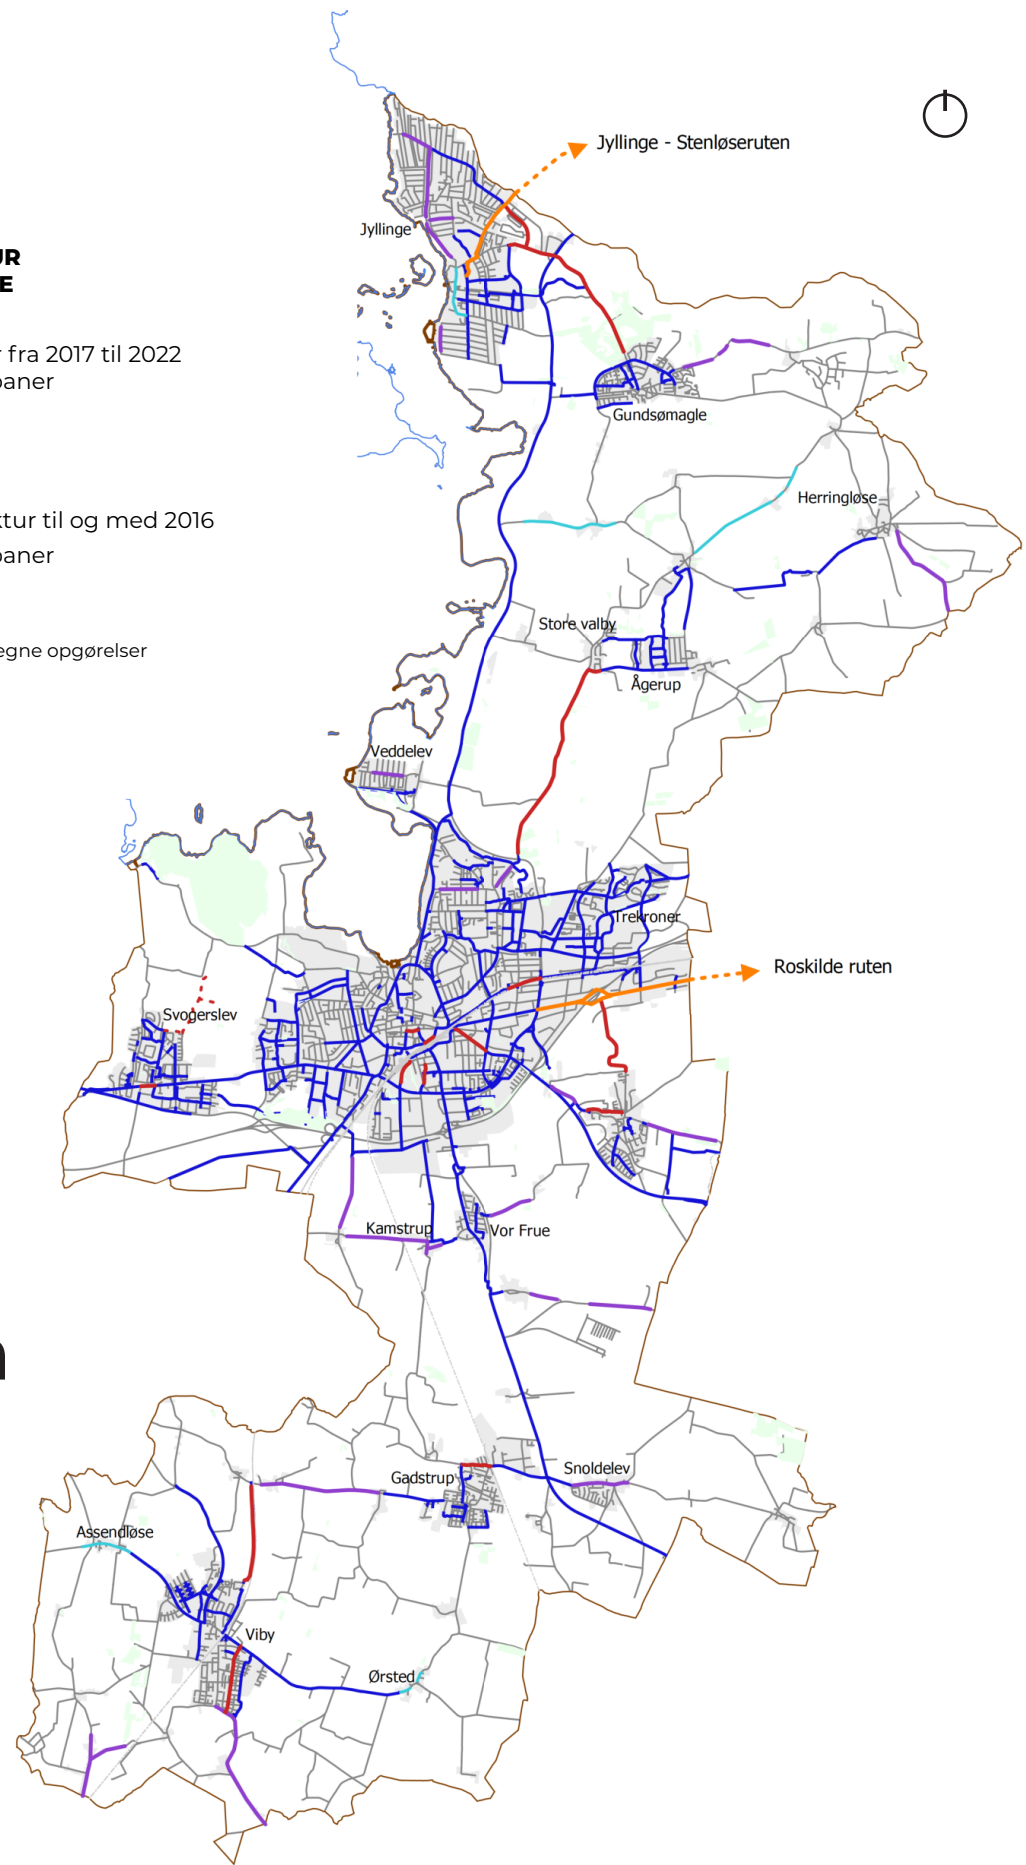 Jyllinge - Stenløseruten
Jyllinge
UR
E
r fra 2017 til 2022
baner
Gundsømagle
Herringløse
ktur til og med 2016
baner
Store valby
egne opgørelser
Ågerup
Veddelev
Trekroner
Roskilde ruten
Svogerslev
Kamstrup
Vor Frue
n
Gadstrup
Snoldelev
Assendløse
Viby
Ørsted